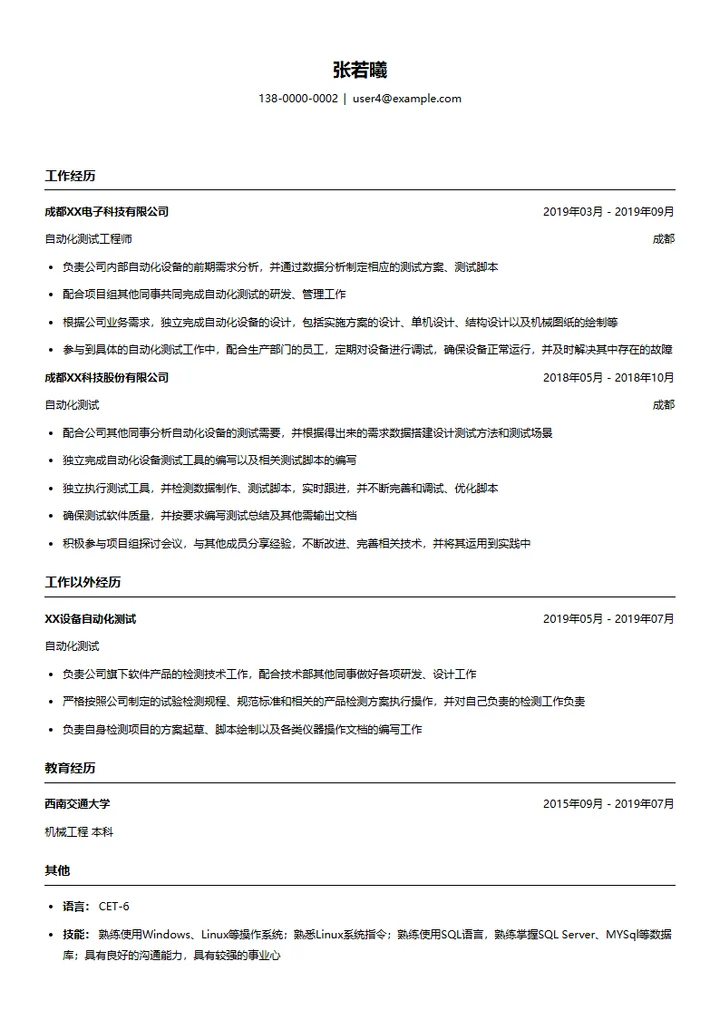 张若曦
138-0000-0002 | user4@example.com
工作经历
成都XX电子科技有限公司 2019年03月 - 2019年09月
自动化测试工程师 成都
• 负责公司内部自动化设备的前期需求分析，并通过数据分析制定相应的测试方案、测试脚本
• 配合项目组其他同事共同完成自动化测试的研发、管理工作
• 根据公司业务需求，独立完成自动化设备的设计，包括实施方案的设计、单机设计、结构设计以及机械图纸的绘制等
• 参与到具体的自动化测试工作中，配合生产部门的员工，定期对设备进行调试，确保设备正常运行，并及时解决其中存在的故障
成都XX科技股份有限公司 2018年05月 - 2018年10月
自动化测试 成都
• 配合公司其他同事分析自动化设备的测试需要，并根据得出来的需求数据搭建设计测试方法和测试场景
• 独立完成自动化设备测试工具的编写以及相关测试脚本的编写
• 独立执行测试工具，并检测数据制作、测试脚本，实时跟进，并不断完善和调试、优化脚本
• 确保测试软件质量，并按要求编写测试总结及其他需输出文档
• 积极参与项目组探讨会议，与其他成员分享经验，不断改进、完善相关技术，并将其运用到实践中
工作以外经历
XX设备自动化测试 2019年05月 - 2019年07月
自动化测试
• 负责公司旗下软件产品的检测技术工作，配合技术部其他同事做好各项研发、设计工作
• 严格按照公司制定的试验检测规程、规范标准和相关的产品检测方案执行操作，并对自己负责的检测工作负责
• 负责自身检测项目的方案起草、脚本绘制以及各类仪器操作文档的编写工作
教育经历
西南交通大学 2015年09月 - 2019年07月
机械工程 本科
其他
• 语言： CET-6
• 技能： 熟练使用Windows、Linux等操作系统；熟悉Linux系统指令；熟练使用SQL语言，熟练掌握SQL Server、MYSql等数据
库；具有良好的沟通能力，具有较强的事业心